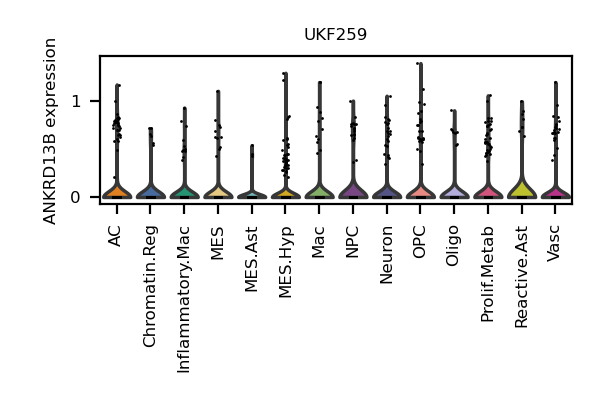 UKF259
ANKRD13B expression
1
0
AC
Chromatin.Reg
Inflammatory.Mac
MES
MES.Ast
MES.Hyp
Mac
NPC
Neuron
OPC
Oligo
Prolif.Metab
Reactive.Ast
Vasc